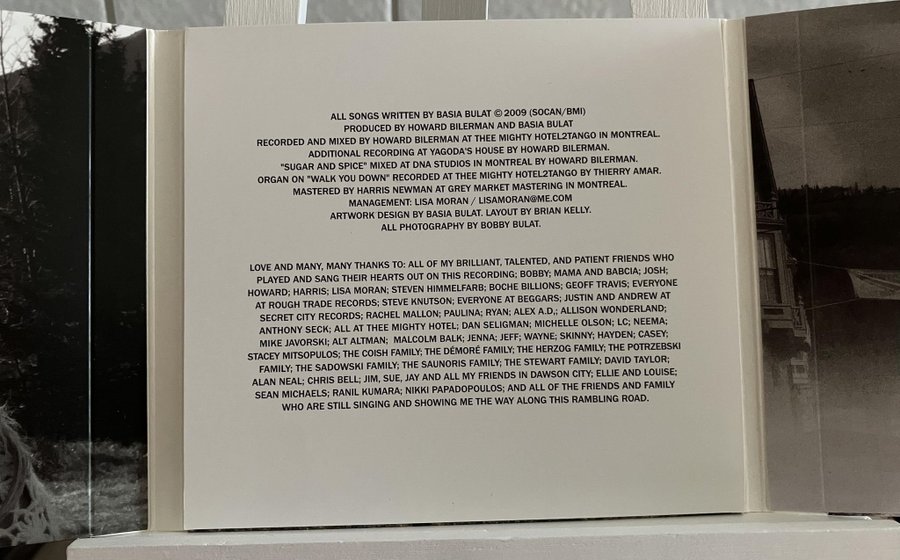 ALL SONGS WRITTEN BY BASIA BULAT © 2009 (SOCAN/BMI)
PRODUCED BY HOWARD BILERMAN AND BASIA BULAT
RECORDED AND MIXED BY HOWARD BILERMAN AT THEE MIGHTY HOTEL2TANGO IN MONTREAL.
ADDITIONAL RECORDING AT YAGODA'S HOUSE BY HOWARD BILERMAN.
"SUGAR AND SPICE" MIXED AT DNA STUDIOS IN MONTREAL BY HOWARD BILERMAN.
ORGAN ON "WALK YOU DOWN" RECORDED AT THEE MIGHTY HOTEL2TANGO BY THIERRY AMAR.
MASTERED BY HARRIS NEWMAN AT GREY MARKET MASTERING IN MONTREAL.
MANAGEMENT: LISA MORAN / LISAMORAN@ME.COM
ARTWORK DESIGN BY BASIA BULAT. LAYOUT BY BRIAN KELLY.
ALL PHOTOGRAPHY BY BOBBY BULAT.
LOVE AND MANY, MANY THANKS TO: ALL OF MY BRILLIANT, TALENTED, AND PATIENT FRIENDS WHO
PLAYED AND SANG THEIR HEARTS OUT ON THIS RECORDING; BOBBY; MAMA AND BABCIA; JOSH;
HOWARD; HARRIS; LISA MORAN; STEVEN HIMMELFARB; BOCHE BILLIONS; GEOFF TRAVIS; EVERYONE
AT ROUGH TRADE RECORDS; STEVE KNUTSON; EVERYONE AT BEGGARS; JUSTIN AND ANDREW AT
SECRET CITY RECORDS; RACHEL MALLON; PAULINA; RYAN; ALEX A.D,; ALLISON WONDERLAND;
ANTHONY SECK; ALL AT THEE MIGHTY HOTEL; DAN SELIGMAN; MICHELLE OLSON; LC; NEEMA;
MIKE JAVORSKI; ALT ALTMAN; MALCOLM BALK; JENNA; JEFF; WAYNE; SKINNY; HAYDEN; CASEY;
STACEY MITSOPULOS; THE COISH FAMILY; THE DÉMORÉ FAMILY; THE HERZOG FAMILY; THE POTRZEBSKI
FAMILY; THE SADOWSKI FAMILY; THE SAUNORIS FAMILY; THE STEWART FAMILY; DAVID TAYLOR;
ALAN NEAL; CHRIS BELL; JIM, SUE, JAY AND ALL MY FRIENDS IN DAWSON CITY; ELLIE AND LOUISE;
SEAN MICHAELS; RANIL KUMARA; NIKKI PAPADOPOULOS; AND ALL OF THE FRIENDS AND FAMILY
WHO ARE STILL SINGING AND SHOWING ME THE WAY ALONG THIS RAMBLING ROAD.